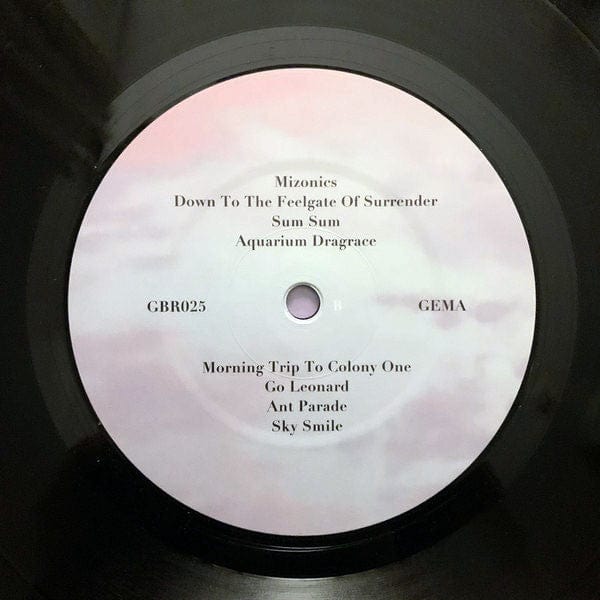 Mizonics
Down To The Feelgate Of Surrender
Sum Sum
Aquarium Dragrace
GBR025 B GEMA
Morning Trip To Colony One
Go Leonard
Ant Parade
Sky Smile